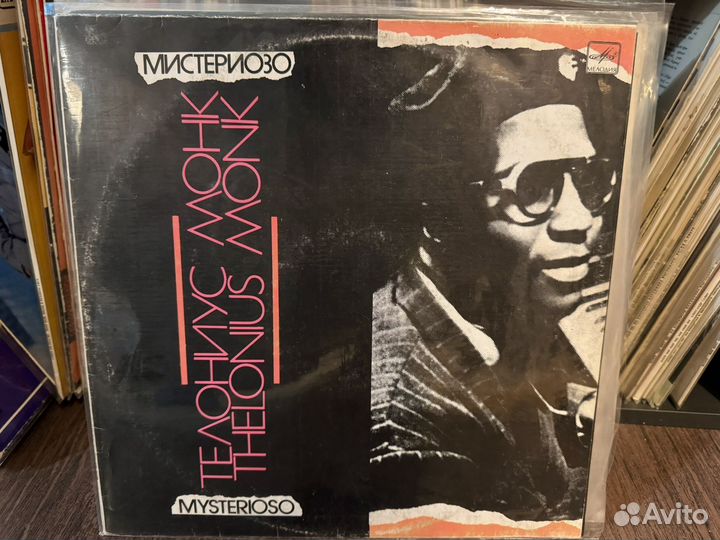 МИСТЕРИОЗО
МЕЛОДИЯ
ТЕЛОНИУС МОНК
THELONIUS MONK
MYSTERIOSO
Avito